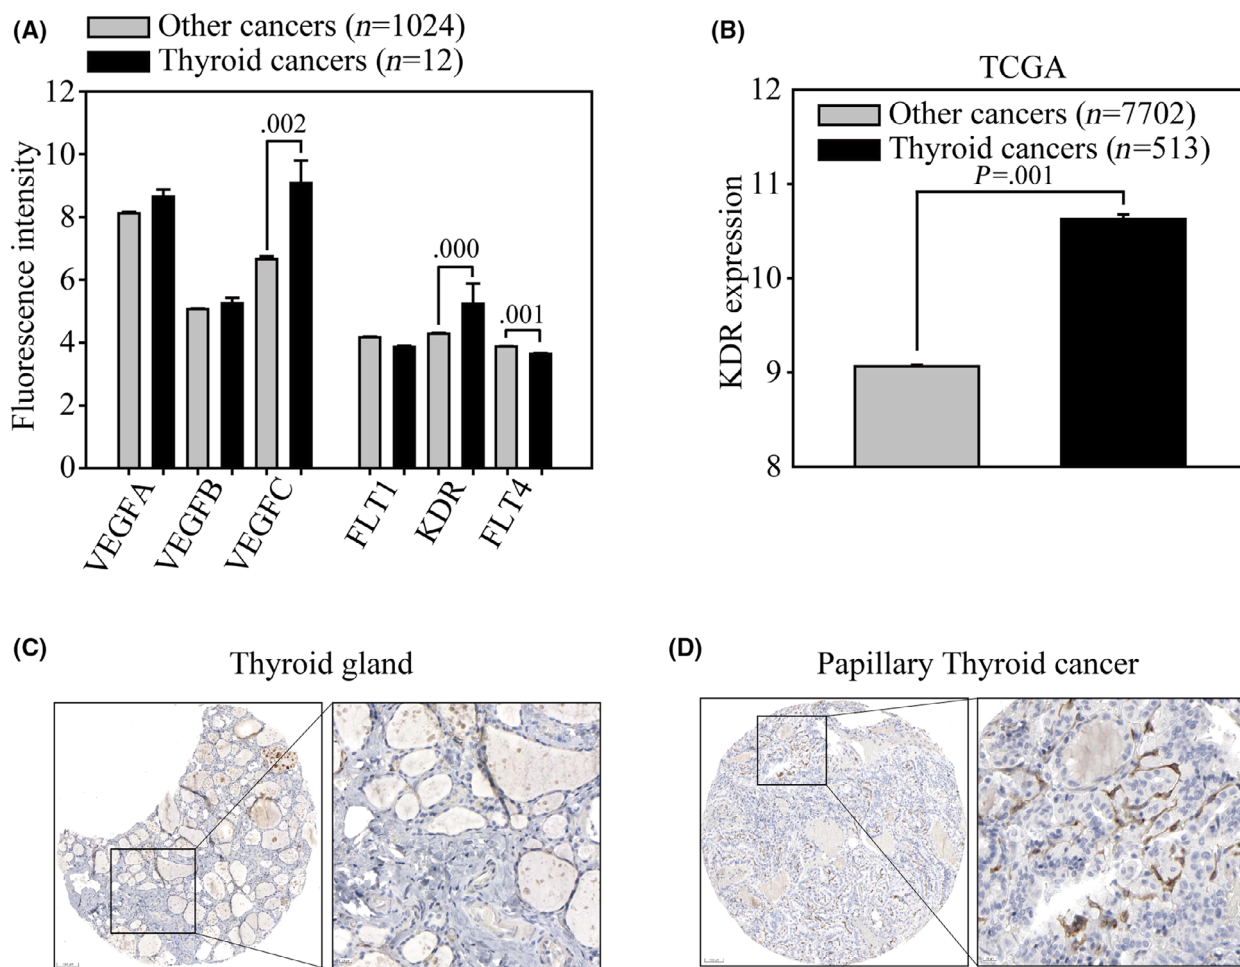 (A)
Other cancers (n=1024)
Thyroid cancers (n=12)
Fluorescence intensity
12
10
8
6
4
2
0
.002
.000
.001
VEGFA
VEGFB
VEGFC
FLT1
KDR
FLT4
(B)
TCGA
Other cancers (n=7702)
Thyroid cancers (n=513)
P=.001
KDR expression
12
11
10
9
8
(C)
Thyroid gland
(D)
Papillary Thyroid cancer